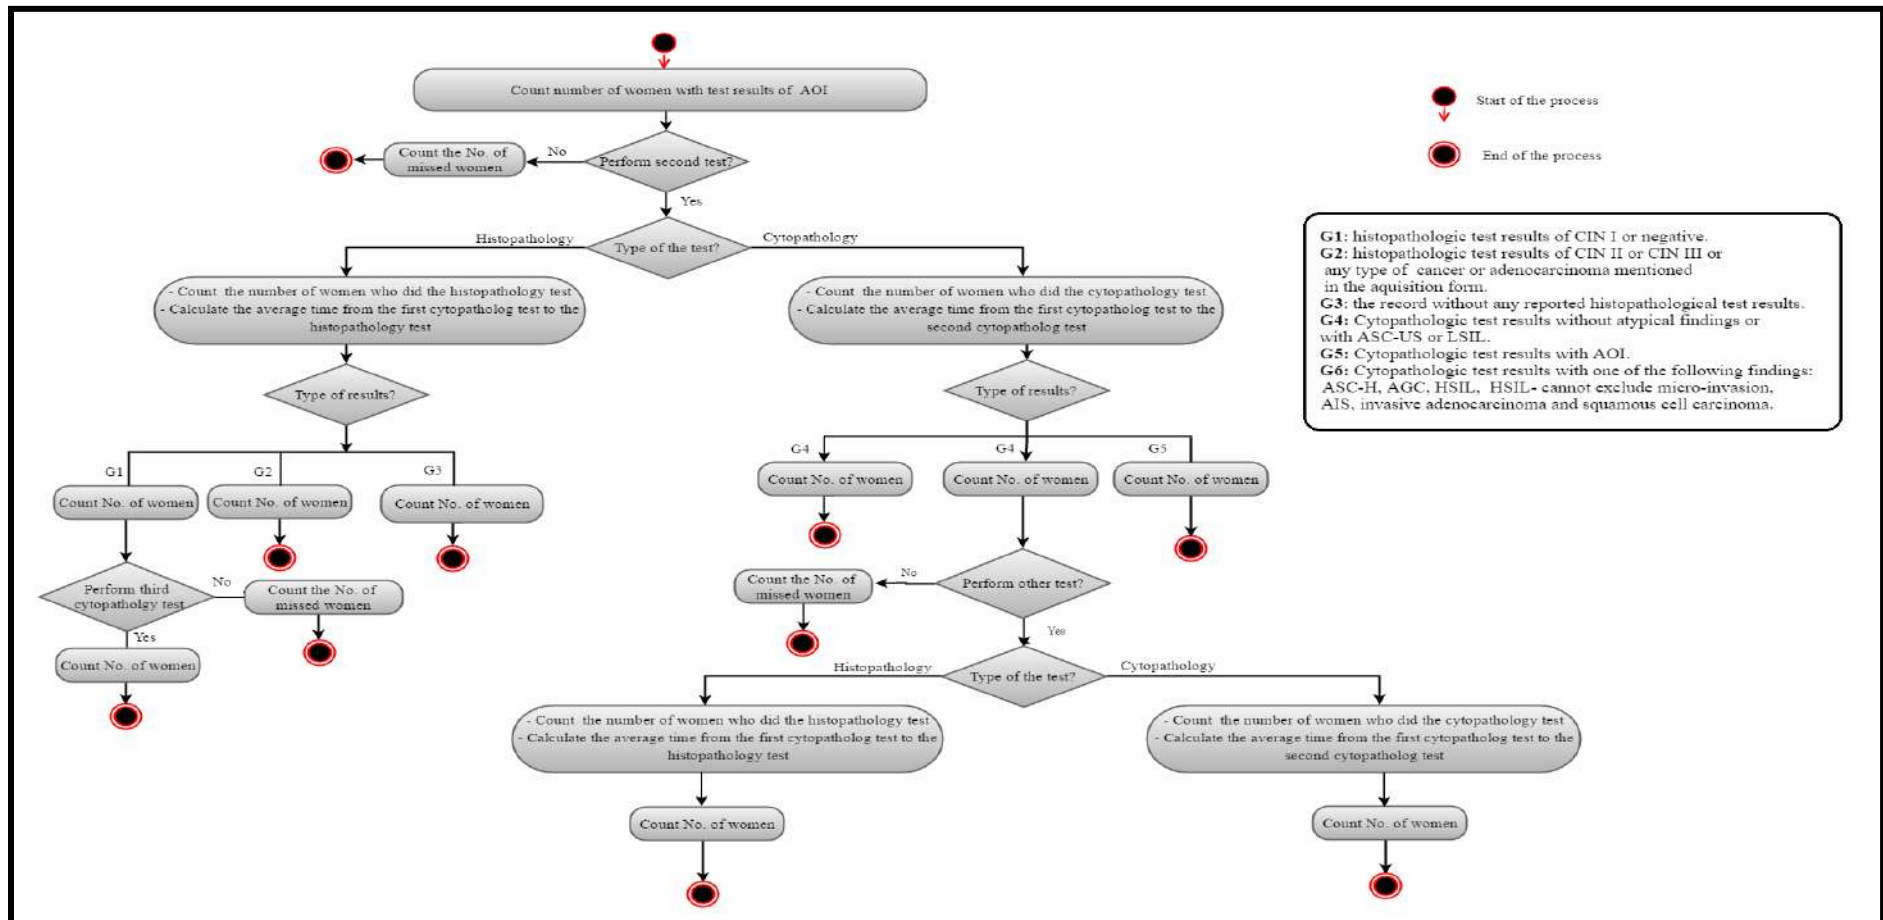 Count number of women with test results of AOI
Start of the process
End of the process
Perform second test?
No
Count the No. of
missed women
Yes
Type of the test?
Histopathology
Cytopathology
G1: histopathologic test results of CIN I or negative.
G2: histopathologic test results of CIN II or CIN III or
any type of cancer or adenocarcinoma mentioned
in the aquisition form.
G3: the record without any reported histopathological test results.
G4: Cytopathologic test results without atypical findings or
with ASC-US or LSIL.
G5: Cytopathologic test results with AOI.
G6: Cytopathologic test results with one of the following findings:
ASC-H, AGC, HSIL, HSIL- cannot exclude micro-invasion,
AIS, invasive adenocarcinoma and squamous cell carcinoma.
- Count the number of women who did the histopathology test
- Calculate the average time from the first cytopatholog test to the
histopathology test
- Count the number of women who did the cytopathology test
- Calculate the average time from the first cytopatholog test to the
second cytopatholog test
Type of results?
Type of results?
G1
G2
G3
Count No. of women
Count No. of women
Count No. of women
G4
G4
G5
Count No. of women
Count No. of women
Count No. of women
Perform third
cytopatholgy test
No
Count the No. of
missed women
Yes
Count No. of women
Perform other test?
No
Count the No. of
missed women
Yes
Type of the test?
Histopathology
Cytopathology
- Count the number of women who did the histopathology test
- Calculate the average time from the first cytopatholog test to the
histopathology test
- Count the number of women who did the cytopathology test
- Calculate the average time from the first cytopatholog test to the
second cytopatholog test
Count No. of women
Count No. of women